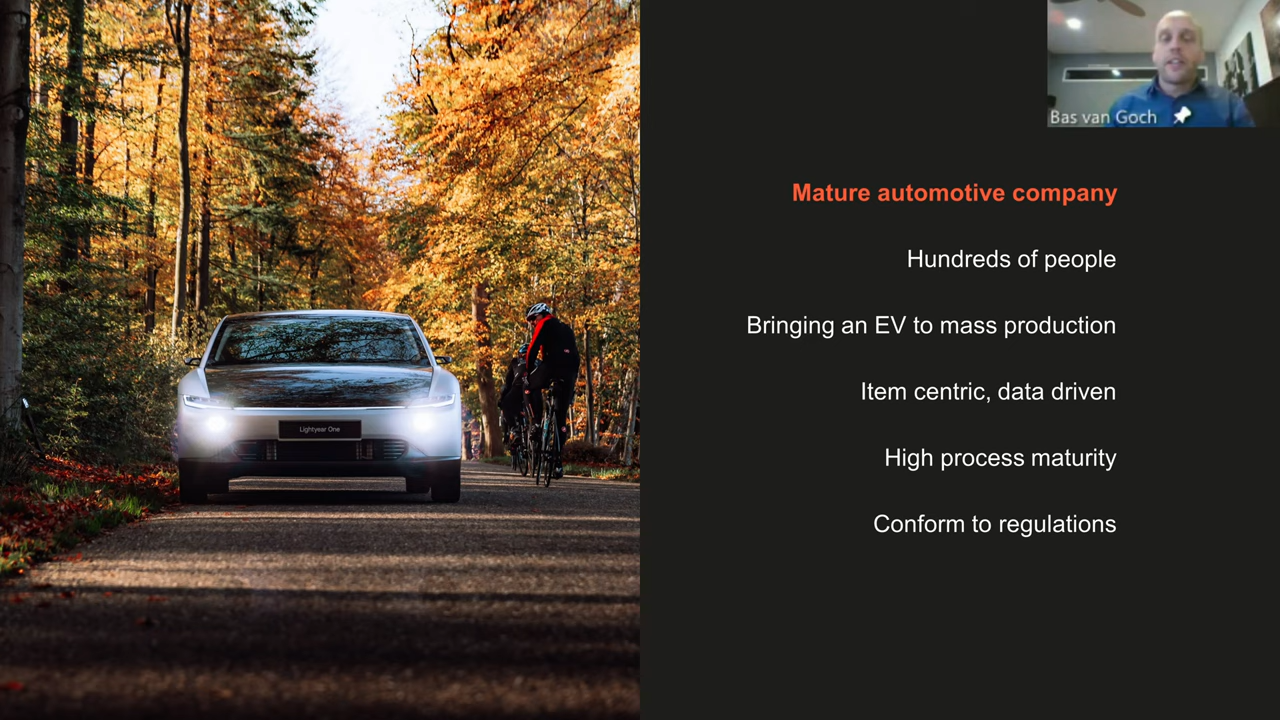 Bas van Goch
Mature automotive company
Hundreds of people
Bringing an EV to mass production
Item centric, data driven
High process maturity
Conform to regulations
Lightyear One